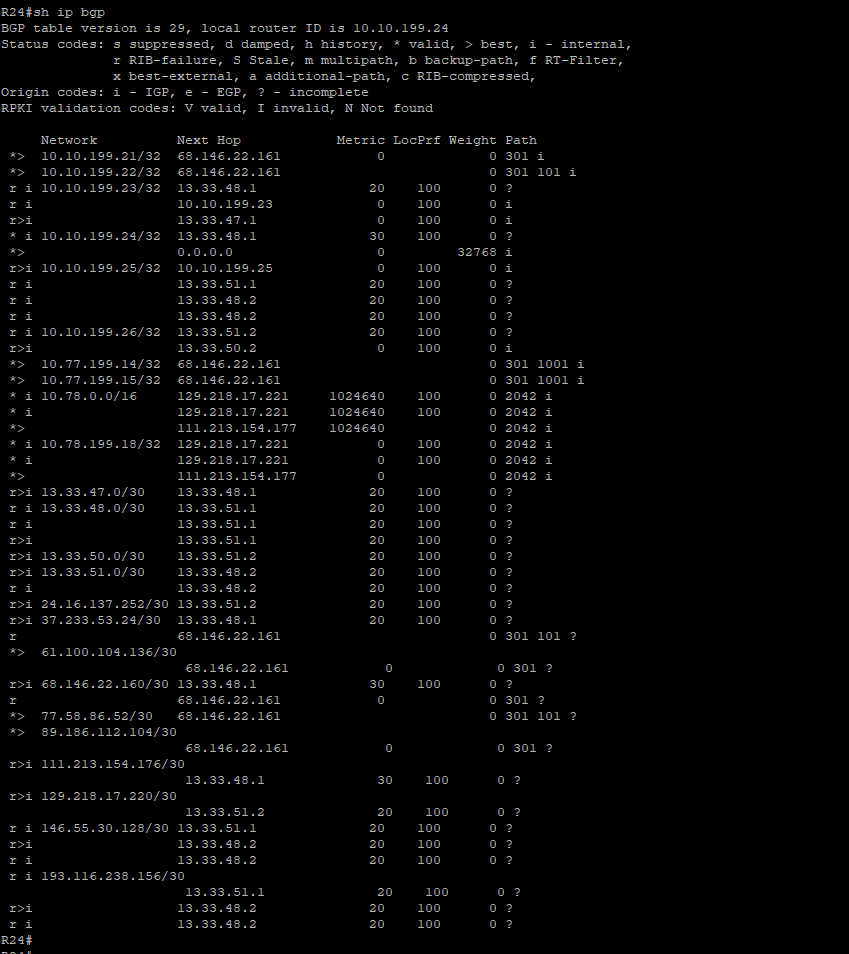 R24#sh ip bgp
BGP table version is 29, local router ID is 10.10.199.24
Status codes: s suppressed, d damped, h history, * valid, > best, i - internal,
              r RIB-failure, S Stale, m multipath, b backup-path, f RT-Filter,
              x best-external, a additional-path, c RIB-compressed,
Origin codes: i - IGP, e - EGP, ? - incomplete
RPKI validation codes: V valid, I invalid, N Not found

     Network          Next Hop            Metric LocPrf Weight Path
 *>  10.10.199.21/32  68.146.22.161            0             0 301 i
 *>  10.10.199.22/32  68.146.22.161                          0 301 101 i
 r i 10.10.199.23/32  13.33.48.1              20    100      0 ?
 r i                  10.10.199.23             0    100      0 i
 r>i                  13.33.47.1               0    100      0 i
 * i 10.10.199.24/32  13.33.48.1              30    100      0 ?
 *>                   0.0.0.0                  0         32768 i
 r>i 10.10.199.25/32  10.10.199.25             0    100      0 i
 r i                  13.33.51.1              20    100      0 ?
 r i                  13.33.48.2              20    100      0 ?
 r i                  13.33.48.2              20    100      0 ?
 r i 10.10.199.26/32  13.33.51.2              20    100      0 ?
 r>i                  13.33.50.2               0    100      0 i
 *>  10.77.199.14/32  68.146.22.161                          0 301 1001 i
 *>  10.77.199.15/32  68.146.22.161                          0 301 1001 i
 * i 10.78.0.0/16     129.218.17.221     1024640    100      0 2042 i
 * i                  129.218.17.221     1024640    100      0 2042 i
 *>                   111.213.154.177    1024640             0 2042 i
 * i 10.78.199.18/32  129.218.17.221           0    100      0 2042 i
 * i                  129.218.17.221           0    100      0 2042 i
 *>                   111.213.154.177          0             0 2042 i
 r>i 13.33.47.0/30    13.33.48.1              20    100      0 ?
 r i 13.33.48.0/30    13.33.51.1              20    100      0 ?
 r i                  13.33.51.1              20    100      0 ?
 r>i                  13.33.51.1              20    100      0 ?
 r>i 13.33.50.0/30    13.33.51.2              20    100      0 ?
 r>i 13.33.51.0/30    13.33.48.2              20    100      0 ?
 r i                  13.33.48.2              20    100      0 ?
 r>i 24.16.137.252/30 13.33.51.2              20    100      0 ?
 r>i 37.233.53.24/30  13.33.48.1              20    100      0 ?
 r                    68.146.22.161                          0 301 101 ?
 *>  61.100.104.136/30
                       68.146.22.161            0             0 301 ?
 r>i 68.146.22.160/30 13.33.48.1              30    100      0 ?
 r                    68.146.22.161            0             0 301 ?
 *>  77.58.86.52/30   68.146.22.161                          0 301 101 ?
 *>  89.186.112.104/30
                       68.146.22.161            0             0 301 ?
 r>i 111.213.154.176/30
                       13.33.48.1              30    100      0 ?
 r>i 129.218.17.220/30
                       13.33.51.2              20    100      0 ?
 r i 146.55.30.128/30 13.33.51.1              20    100      0 ?
 r>i                  13.33.48.2              20    100      0 ?
 r i                  13.33.48.2              20    100      0 ?
 r i 193.116.238.156/30
                       13.33.51.1              20    100      0 ?
 r>i                  13.33.48.2              20    100      0 ?
 r i                  13.33.48.2              20    100      0 ?
R24#